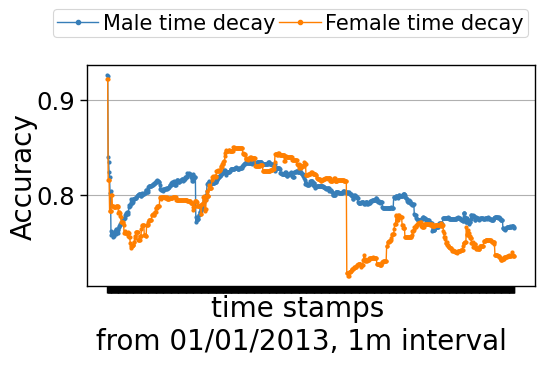 Male time decay Female time decay
0.9
0.8
Accuracy
time stamps
from 01/01/2013, 1m interval